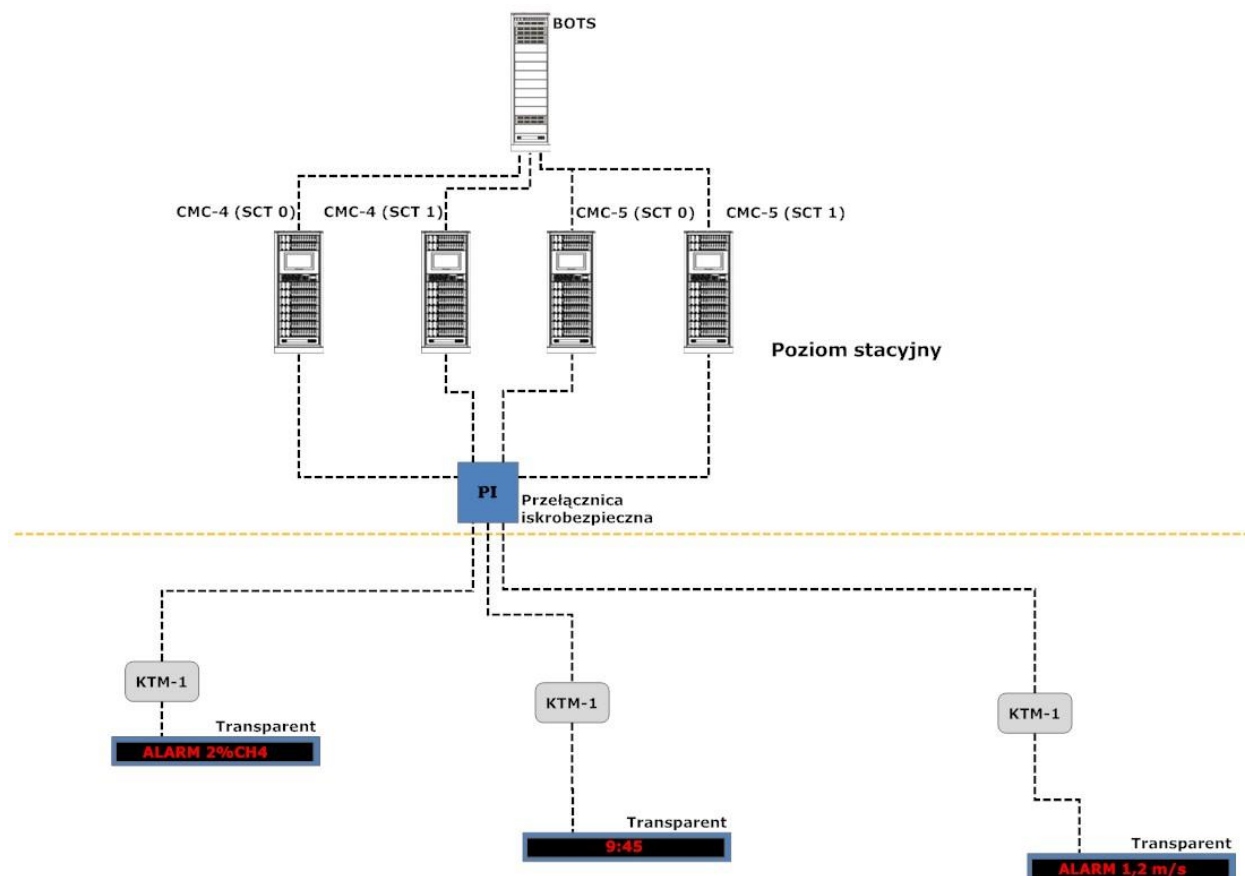 BOTS
CMC-4 (SCT 0)
CMC-4 (SCT 1)
CMC-5 (SCT 0)
CMC-5 (SCT 1)
Poziom stacyjny
PI
Przełącznica
iskrobezpieczna
KTM-1
KTM-1
KTM-1
Transparent
ALARM 2%CH4
Transparent
9:45
Transparent
ALARM 1,2 m/s